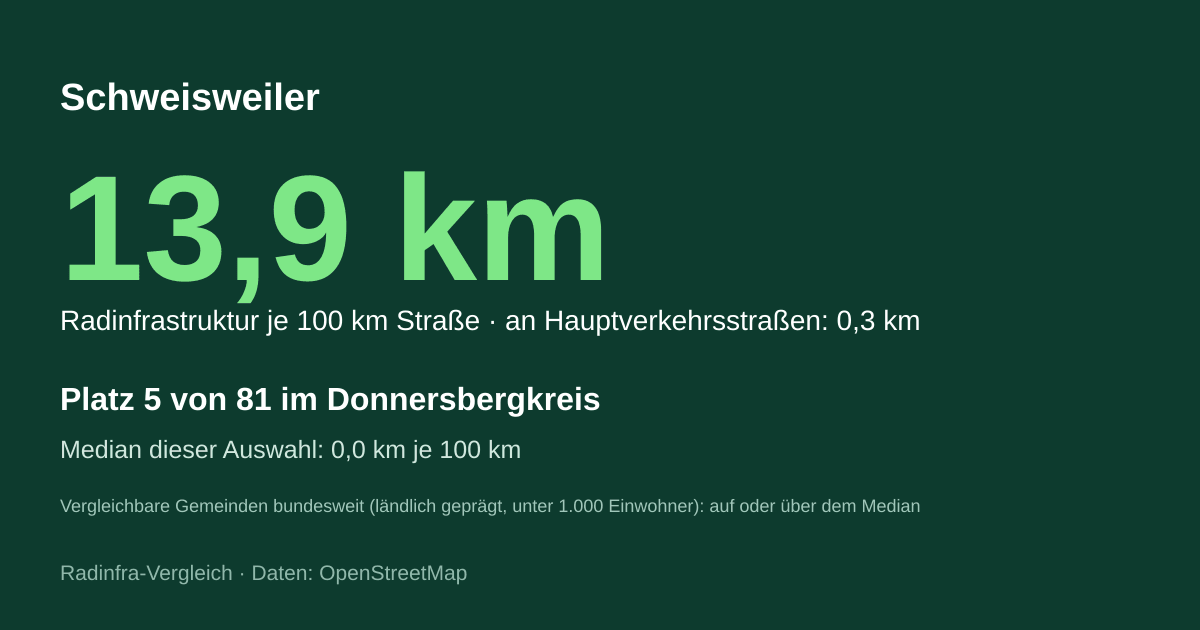 Schweisweiler
13,9 km
Radinfrastruktur je 100 km Straße · an Hauptverkehrsstraßen: 0,3 km
Platz 5 von 81 im Donnersbergkreis
Median dieser Auswahl: 0,0 km je 100 km
Vergleichbare Gemeinden bundesweit (ländlich geprägt, unter 1.000 Einwohner): auf oder über dem Median
Radinfra-Vergleich · Daten: OpenStreetMap